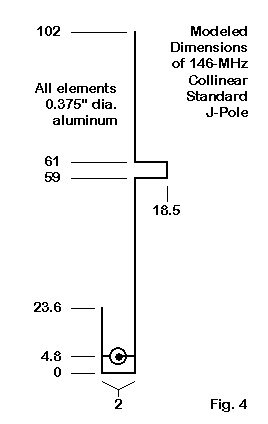 102
Modeled
Dimensions
of 146-MHz
Collinear
Standard
J-Pole
All elements
0.375" dia.
aluminum
61
59
18.5
23.6
4.8
0
2
Fig. 4